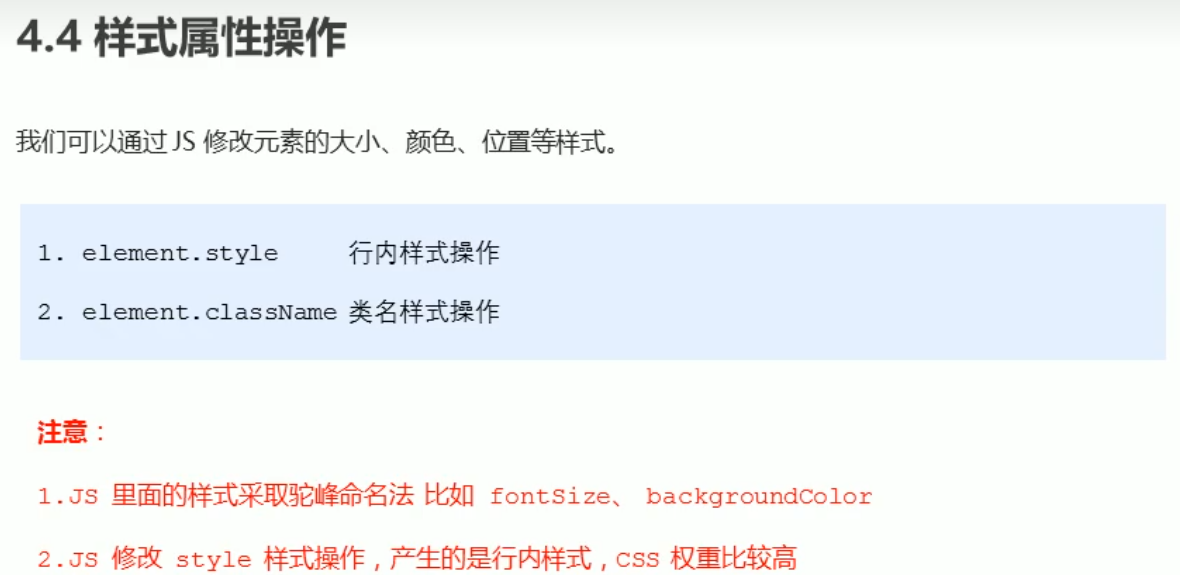 4.4 样式属性操作
我们可以通过 JS 修改元素的大小、颜色、位置等样式。
1. element.style 行内样式操作
2. element.className 类名样式操作
注意：
1.JS 里面的样式采取驼峰命名法 比如 fontSize、 backgroundColor
2.JS 修改 style 样式操作，产生的是行内样式，CSS 权重比较高